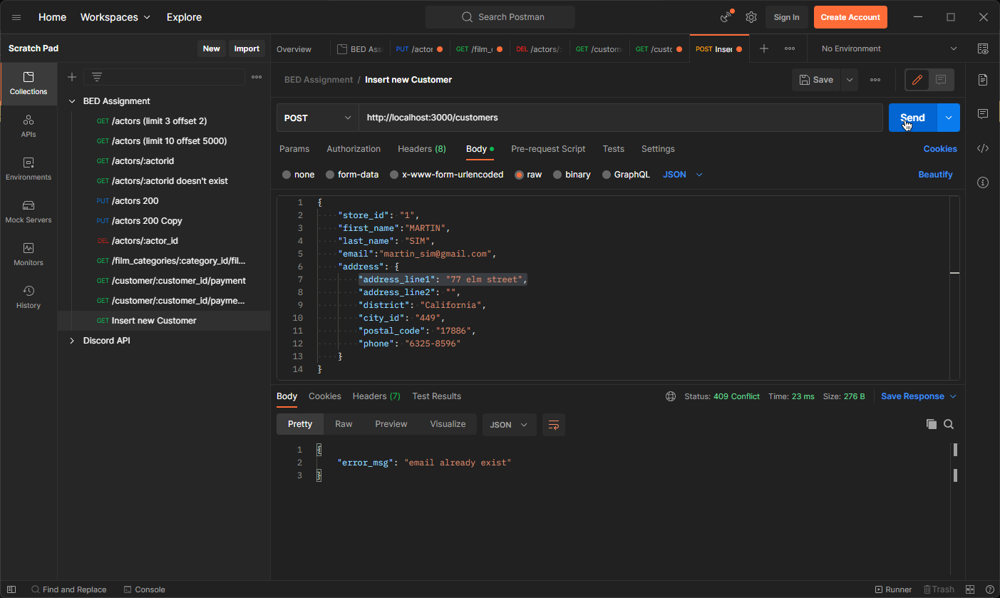 Home Workspaces Explore Search Postman Sign In Create Account
Scratch Pad New Import
Overview BED Ass PUT /actor GET /film_ DEL /actors/: GET /custom GET /custo POST Inser No Environment
Collections
APIs
Environments
Mock Servers
Monitors
History
BED Assignment
GET /actors (limit 3 offset 2)
GET /actors (limit 10 offset 5000)
GET /actors/:actorid
GET /actors/:actorid doesn't exist
PUT /actors 200
PUT /actors 200 Copy
DEL /actors/:actor_id
GET /film_categories/:category_id/fil...
GET /customer/:customer_id/payment
GET /customer/:customer_id/payme...
GET Insert new Customer
Discord API
BED Assignment / Insert new Customer Save
POST http://localhost:3000/customers Send
Params Authorization Headers (8) Body Pre-request Script Tests Settings Cookies
none form-data x-www-form-urlencoded raw binary GraphQL JSON Beautify
1 {
2 "store_id": "1",
3 "first_name":"MARTIN",
4 "last_name": "SIM",
5 "email":"martin_sim@gmail.com",
6 "address": {
7 "address_line1": "77 elm street",
8 "address_line2": "",
9 "district": "California",
10 "city_id": "449",
11 "postal_code": "17886",
12 "phone": "6325-8596"
13 }
14 }
Body Cookies Headers (7) Test Results Status: 409 Conflict Time: 23 ms Size: 276 B Save Response
Pretty Raw Preview Visualize JSON
1 {
2 "error_msg": "email already exist"
3 }
Find and Replace Console Runner Trash